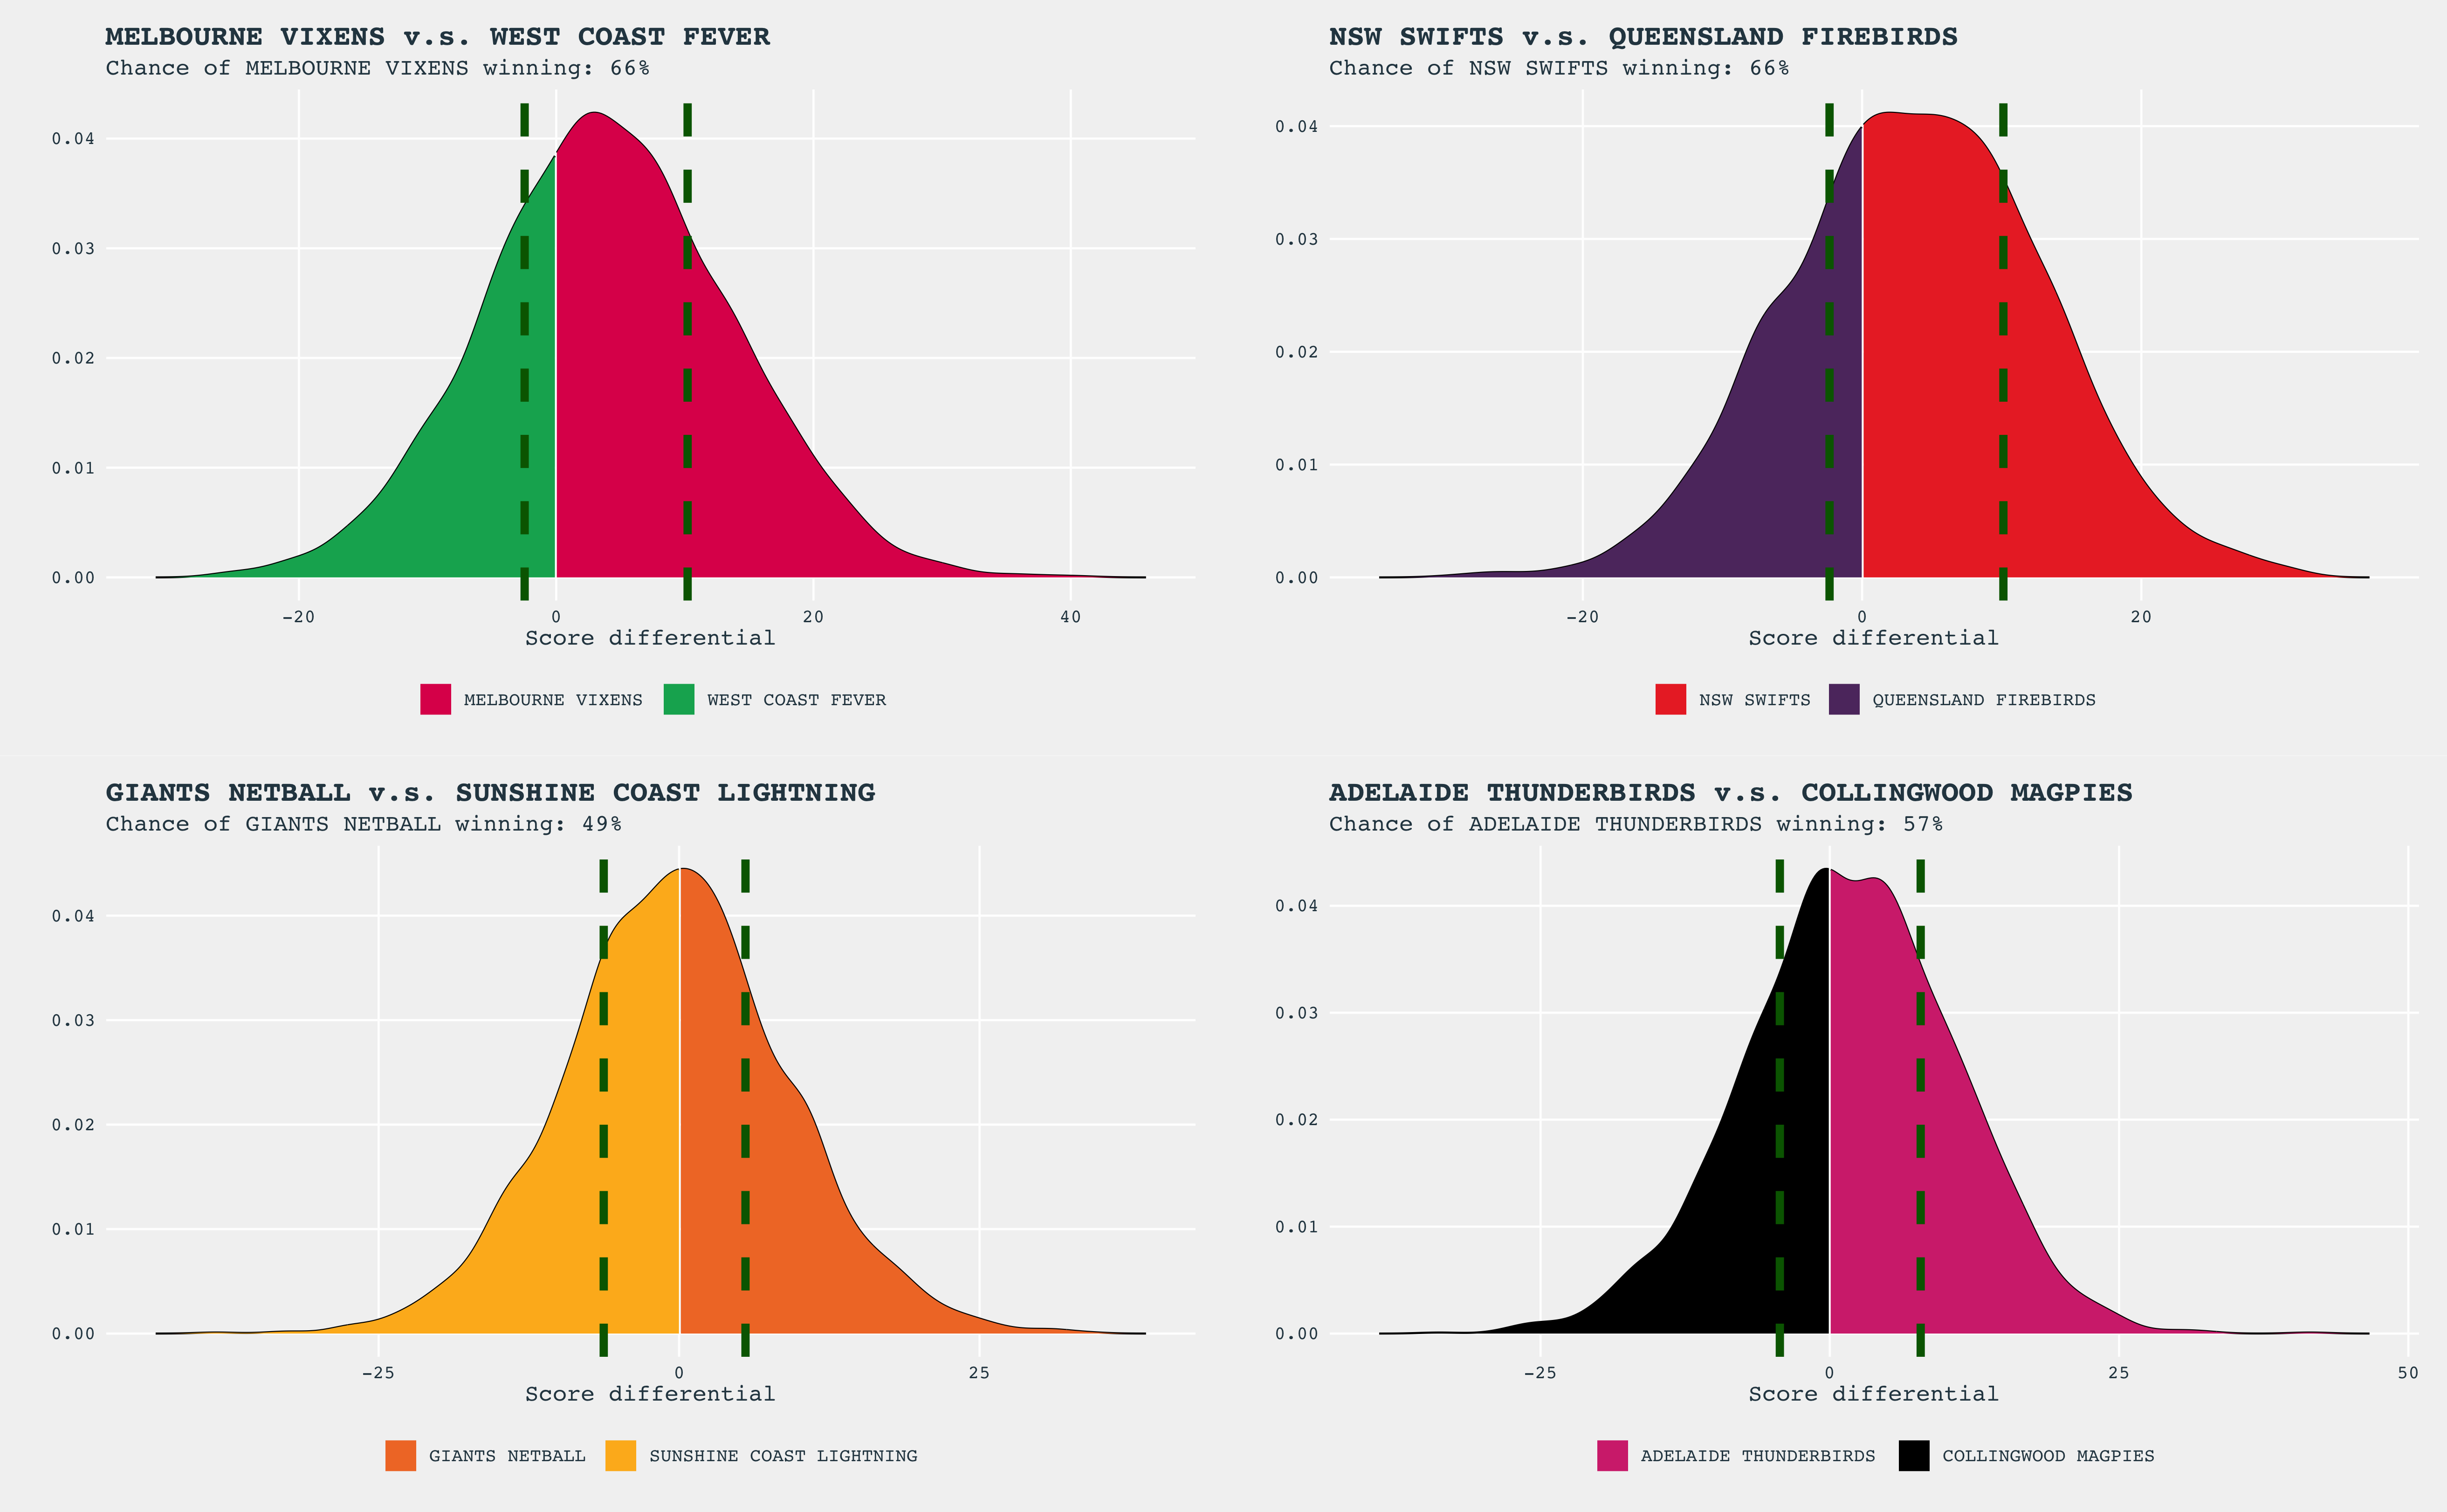 MELBOURNE VIXENS v.s. WEST COAST FEVER
Chance of MELBOURNE VIXENS winning: 66%
0.04
0.03
0.02
0.01
0.00
-20 0 20 40
Score differential
MELBOURNE VIXENS WEST COAST FEVER
NSW SWIFTS v.s. QUEENSLAND FIREBIRDS
Chance of NSW SWIFTS winning: 66%
0.04
0.03
0.02
0.01
0.00
-20 0 20
Score differential
NSW SWIFTS QUEENSLAND FIREBIRDS
GIANTS NETBALL v.s. SUNSHINE COAST LIGHTNING
Chance of GIANTS NETBALL winning: 49%
0.04
0.03
0.02
0.01
0.00
-25 0 25
Score differential
GIANTS NETBALL SUNSHINE COAST LIGHTNING
ADELAIDE THUNDERBIRDS v.s. COLLINGWOOD MAGPIES
Chance of ADELAIDE THUNDERBIRDS winning: 57%
0.04
0.03
0.02
0.01
0.00
-25 0 25 50
Score differential
ADELAIDE THUNDERBIRDS COLLINGWOOD MAGPIES